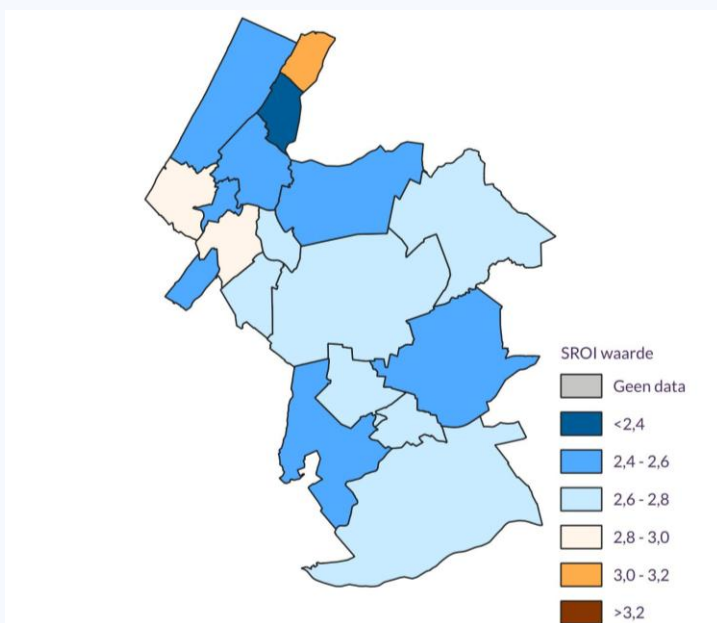 SROI waarde
Geen data
<2,4
2,4 - 2,6
2,6 - 2,8
2,8 - 3,0
3,0 - 3,2
>3,2